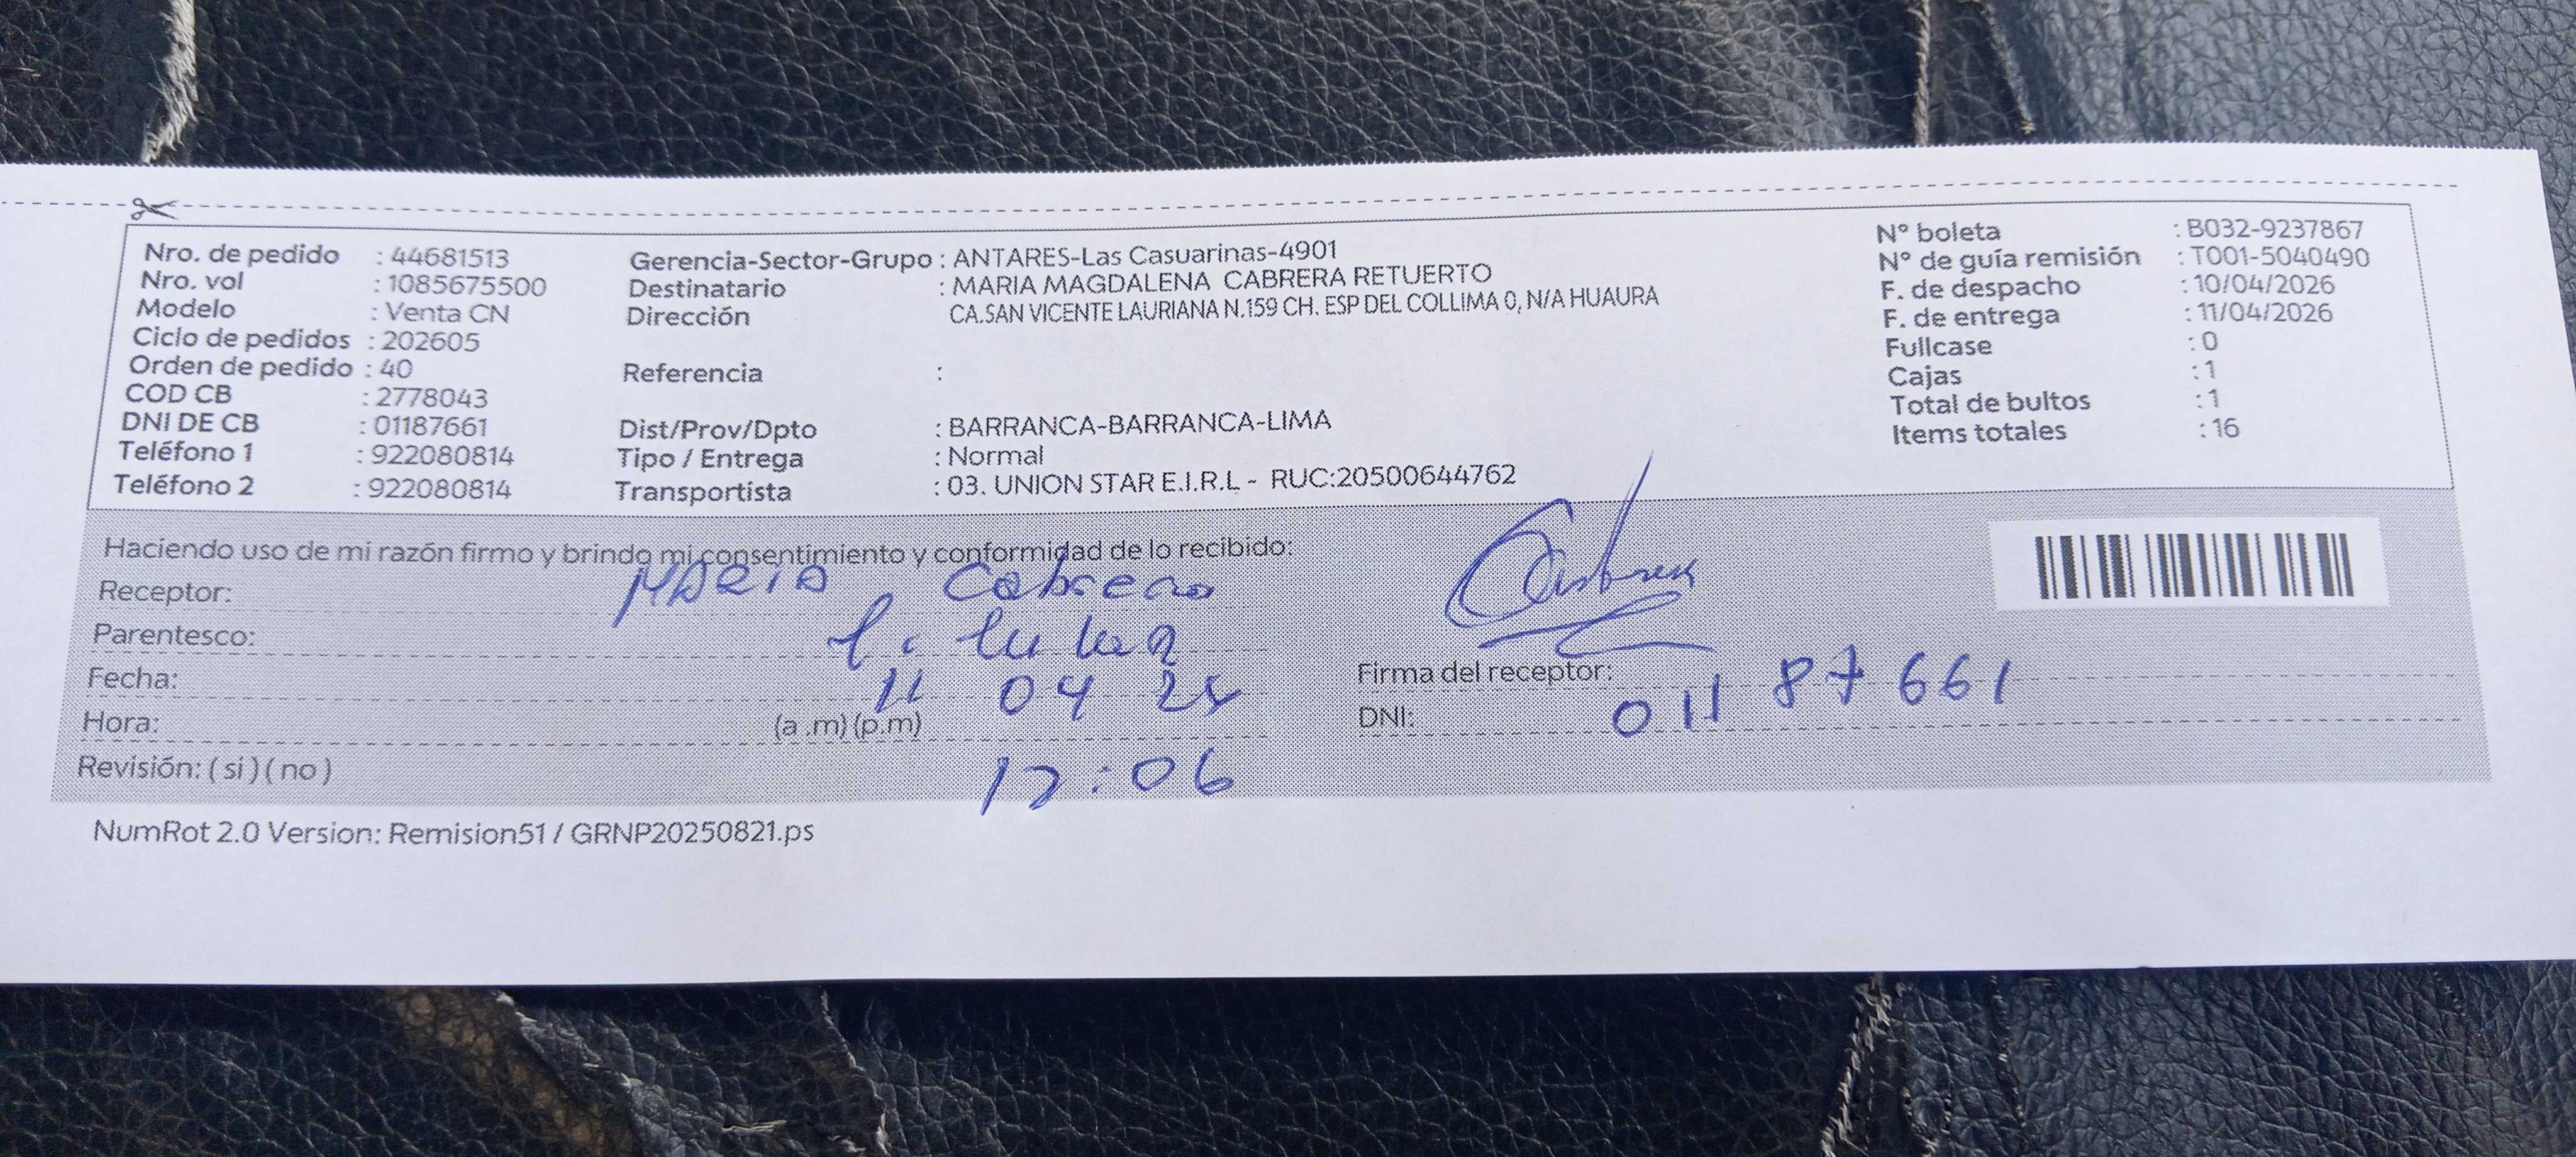 Nro. de pedido : 44681513
Nro. vol : 1085675500
Modelo : Venta CN
Ciclo de pedidos : 202605
Orden de pedido : 40
COD CB : 2778043
DNI DE CB : 01187661
Teléfono 1 : 922080814
Teléfono 2 : 922080814
Gerencia-Sector-Grupo : ANTARES-Las Casuarinas-4901
Destinatario : MARIA MAGDALENA CABRERA RETUERTO
Dirección CA.SAN VICENTE LAURIANA N.159 CH. ESP DEL COLLIMA 0, N/A HUAURA
Referencia :
Dist/Prov/Dpto : BARRANCA-BARRANCA-LIMA
Tipo / Entrega : Normal
Transportista : 03. UNION STAR E.I.R.L - RUC:20500644762
N° boleta : B032-9237867
N° de guía remisión : T001-5040490
F. de despacho : 10/04/2026
F. de entrega : 11/04/2026
Fullcase : 0
Cajas : 1
Total de bultos : 1
Items totales : 16
Haciendo uso de mi razón firmo y brindo mi consentimiento y conformidad de lo recibido:
Receptor: MARIA Cabrera
Parentesco:
Fecha: 11 04
Hora: (a .m) (p.m)
Revisión: ( si ) ( no )
:06
Firma del receptor:
DNI: 01187661
NumRot 2.0 Version: Remision51 / GRNP20250821.ps